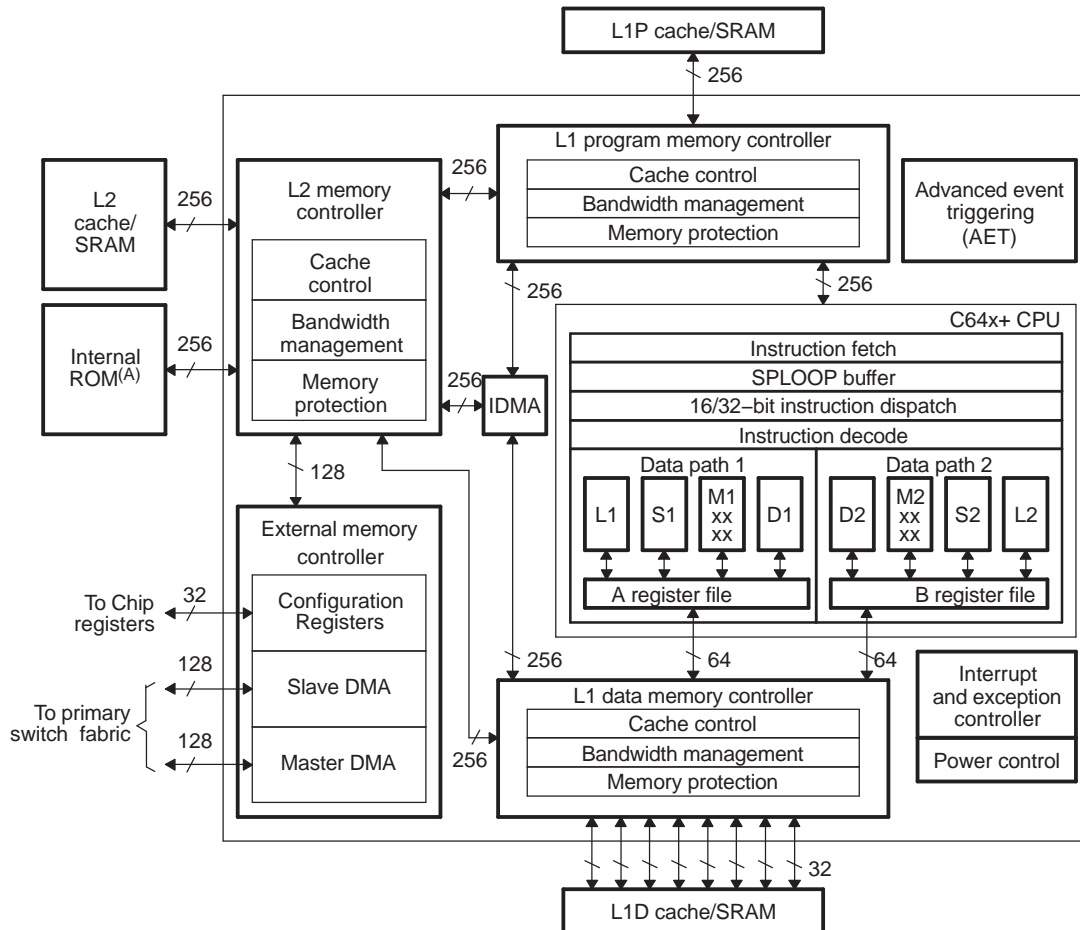 L1P cache/SRAM
256
L1 program memory controller
Cache control
Bandwidth management
Memory protection
Advanced event
triggering
(AET)
L2
cache/
SRAM
256
L2 memory
controller
Cache
control
Bandwidth
management
Memory
protection
256
256
256
Internal
ROM(A)
256
256
IDMA
C64x+ CPU
Instruction fetch
SPLOOP buffer
16/32−bit instruction dispatch
Instruction decode
Data path 1
Data path 2
L1
S1
M1
xx
xx
D1
D2
M2
xx
xx
S2
L2
A register file
B register file
128
External memory
controller
Configuration
Registers
Slave DMA
Master DMA
To Chip
registers
32
To primary
switch fabric
128
128
256
256
64
64
L1 data memory controller
Cache control
Bandwidth management
Memory protection
Interrupt
and exception
controller
Power control
32
L1D cache/SRAM